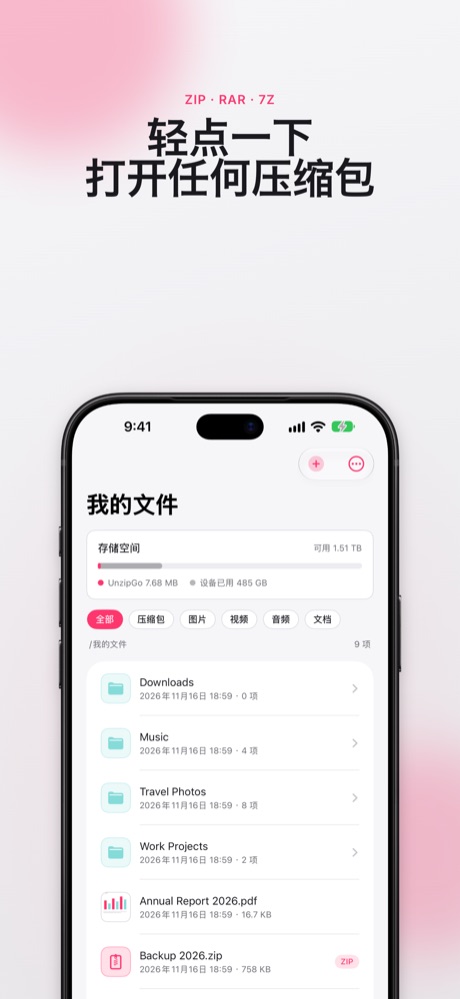 ZIP · RAR · 7Z
轻点一下
打开任何压缩包
9:41
我的文件
存储空间 可用 1.51 TB
UnzipGo 7.68 MB 设备已用 485 GB
全部 压缩包 图片 视频 音频 文档
/我的文件 9 项
Downloads
2026年11月16日 18:59 · 0 项
Music
2026年11月16日 18:59 · 4 项
Travel Photos
2026年11月16日 18:59 · 8 项
Work Projects
2026年11月16日 18:59 · 2 项
Annual Report 2026.pdf
2026年11月16日 18:59 · 16.7 KB
Backup 2026.zip ZIP
2026年11月16日 18:59 · 758 KB